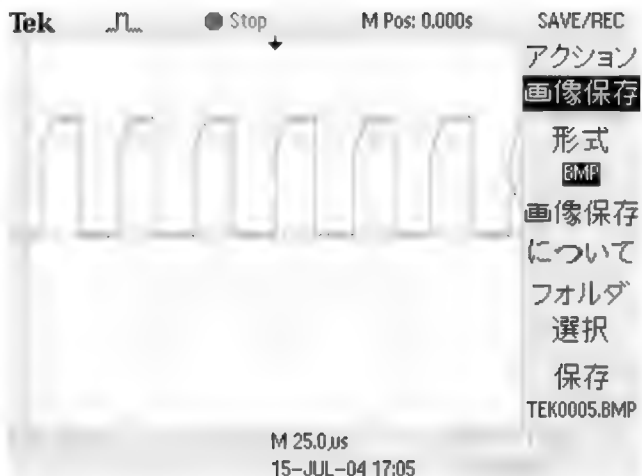 Tek Stop M Pos: 0.000s SAVE/REC
アクション
画像保存
形式
BMP
画像保存
について
フォルダ
選択
保存
TEK0005.BMP
M 25.0us
15-JUL-04 17:05